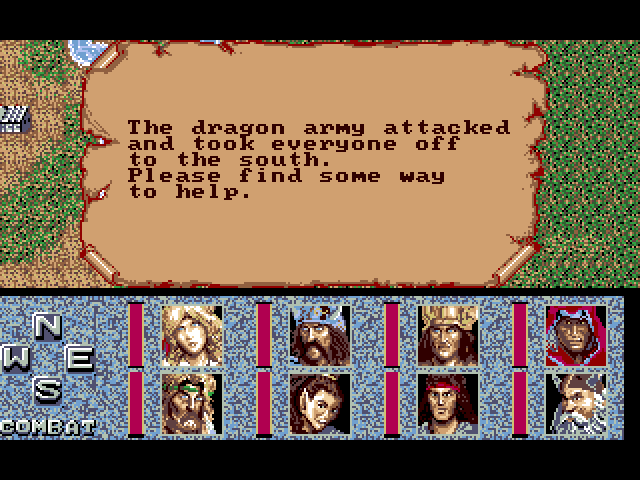 The dragon army attacked
and took everyone off
to the south.
Please find some way
to help.
N
W E
S
COMBAT